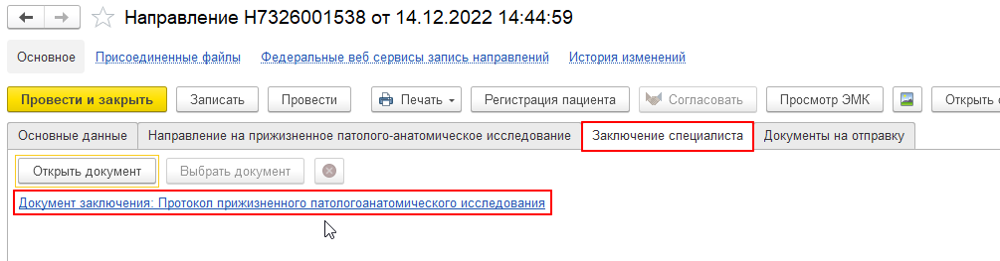 Направление Н7326001538 от 14.12.2022 14:44:59
Основное Присоединенные файлы Федеральные веб сервисы запись направлений История изменений
Провести и закрыть Записать Провести Печать Регистрация пациента Согласовать Просмотр ЭМК Открыть
Основные данные Направление на прижизненное патолого-анатомическое исследование Заключение специалиста Документы на отправку
Открыть документ Выбрать документ
Документ заключения: Протокол прижизненного патологоанатомического исследования